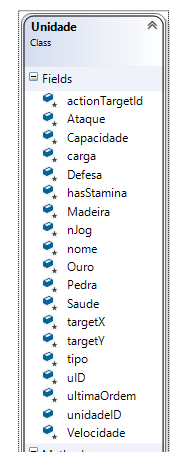 Unidade
Class
Fields
actionTargetId
Ataque
Capacidade
carga
Defesa
hasStamina
Madeira
nJog
nome
Ouro
Pedra
Saude
targetX
targetY
tipo
uID
ultimaOrdem
unidadeID
Velocidade